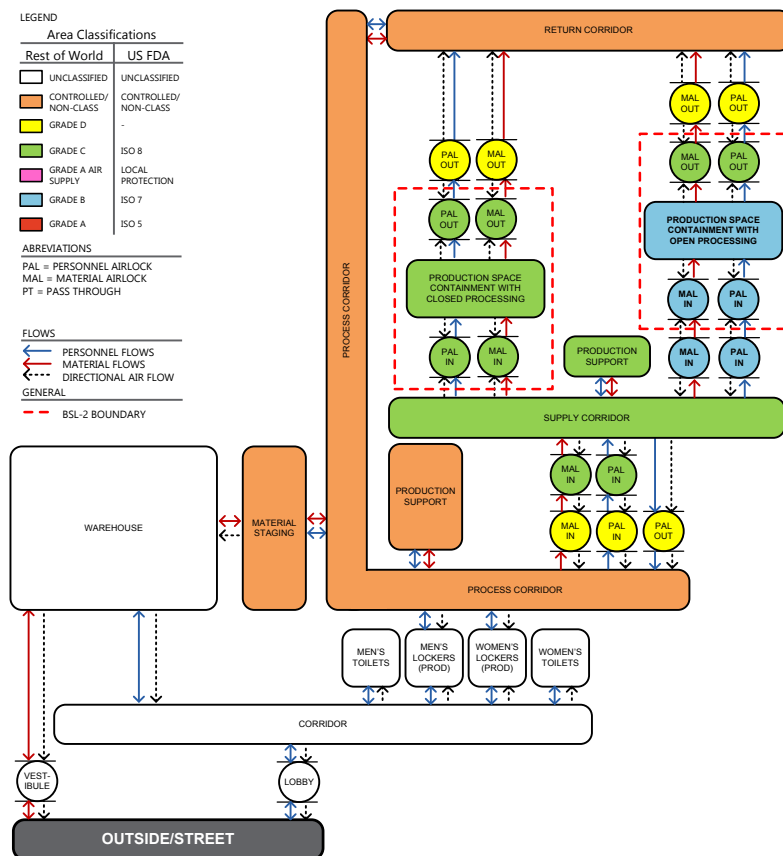 LEGEND
Area Classifications
Rest of World
US FDA
UNCLASSIFIED
UNCLASSIFIED
CONTROLLED/
NON-CLASS
CONTROLLED/
NON-CLASS
GRADE D
-
GRADE C
ISO 8
GRADE A AIR
SUPPLY
LOCAL
PROTECTION
GRADE B
ISO 7
GRADE A
ISO 5
ABREVIATIONS
PAL = PERSONNEL AIRLOCK
MAL = MATERIAL AIRLOCK
PT = PASS THROUGH
FLOWS
PERSONNEL FLOWS
MATERIAL FLOWS
DIRECTIONAL AIR FLOW
GENERAL
BSL-2 BOUNDARY
RETURN CORRIDOR
MAL
OUT
PAL
OUT
PAL
OUT
MAL
OUT
MAL
OUT
PAL
OUT
PAL
OUT
MAL
OUT
PRODUCTION SPACE
CONTAINMENT WITH
OPEN PROCESSING
PRODUCTION SPACE
CONTAINMENT WITH
CLOSED PROCESSING
MAL
IN
PAL
IN
PAL
IN
MAL
IN
PRODUCTION
SUPPORT
MAL
IN
PAL
IN
SUPPLY CORRIDOR
PROCESS CORRIDOR
MAL
IN
PAL
IN
PRODUCTION
SUPPORT
MAL
IN
PAL
IN
PAL
OUT
WAREHOUSE
MATERIAL
STAGING
PROCESS CORRIDOR
MEN'S
TOILETS
MEN'S
LOCKERS
(PROD)
WOMEN'S
LOCKERS
(PROD)
WOMEN'S
TOILETS
CORRIDOR
VEST-
IBULE
LOBBY
OUTSIDE/STREET